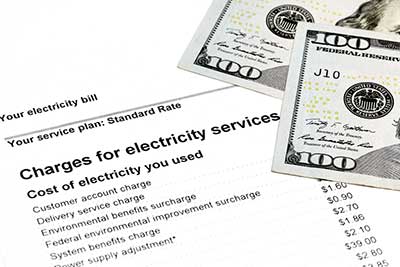 Your electricity bill
Your service plan: Standard Rate
Charges for electricity services
Cost of electricity you used
Customer account charge
Delivery service charge $1.60
Environmental benefits surcharge $0.90
Federal environmental improvement surcharge $2.70
System benefits charge $1.86
Power supply adjustment* $2.10
$39.00
$2.80
100
100
FEDERAL RESERVE
J10
100